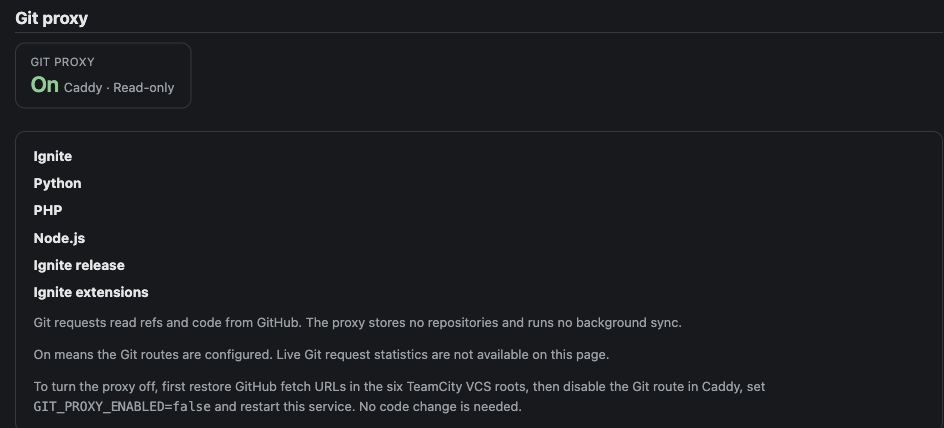 Git proxy
GIT PROXY
On Caddy · Read-only
Ignite
Python
PHP
Node.js
Ignite release
Ignite extensions
Git requests read refs and code from GitHub. The proxy stores no repositories and runs no background sync.
On means the Git routes are configured. Live Git request statistics are not available on this page.
To turn the proxy off, first restore GitHub fetch URLs in the six TeamCity VCS roots, then disable the Git route in Caddy, set
GIT_PROXY_ENABLED=false and restart this service. No code change is needed.